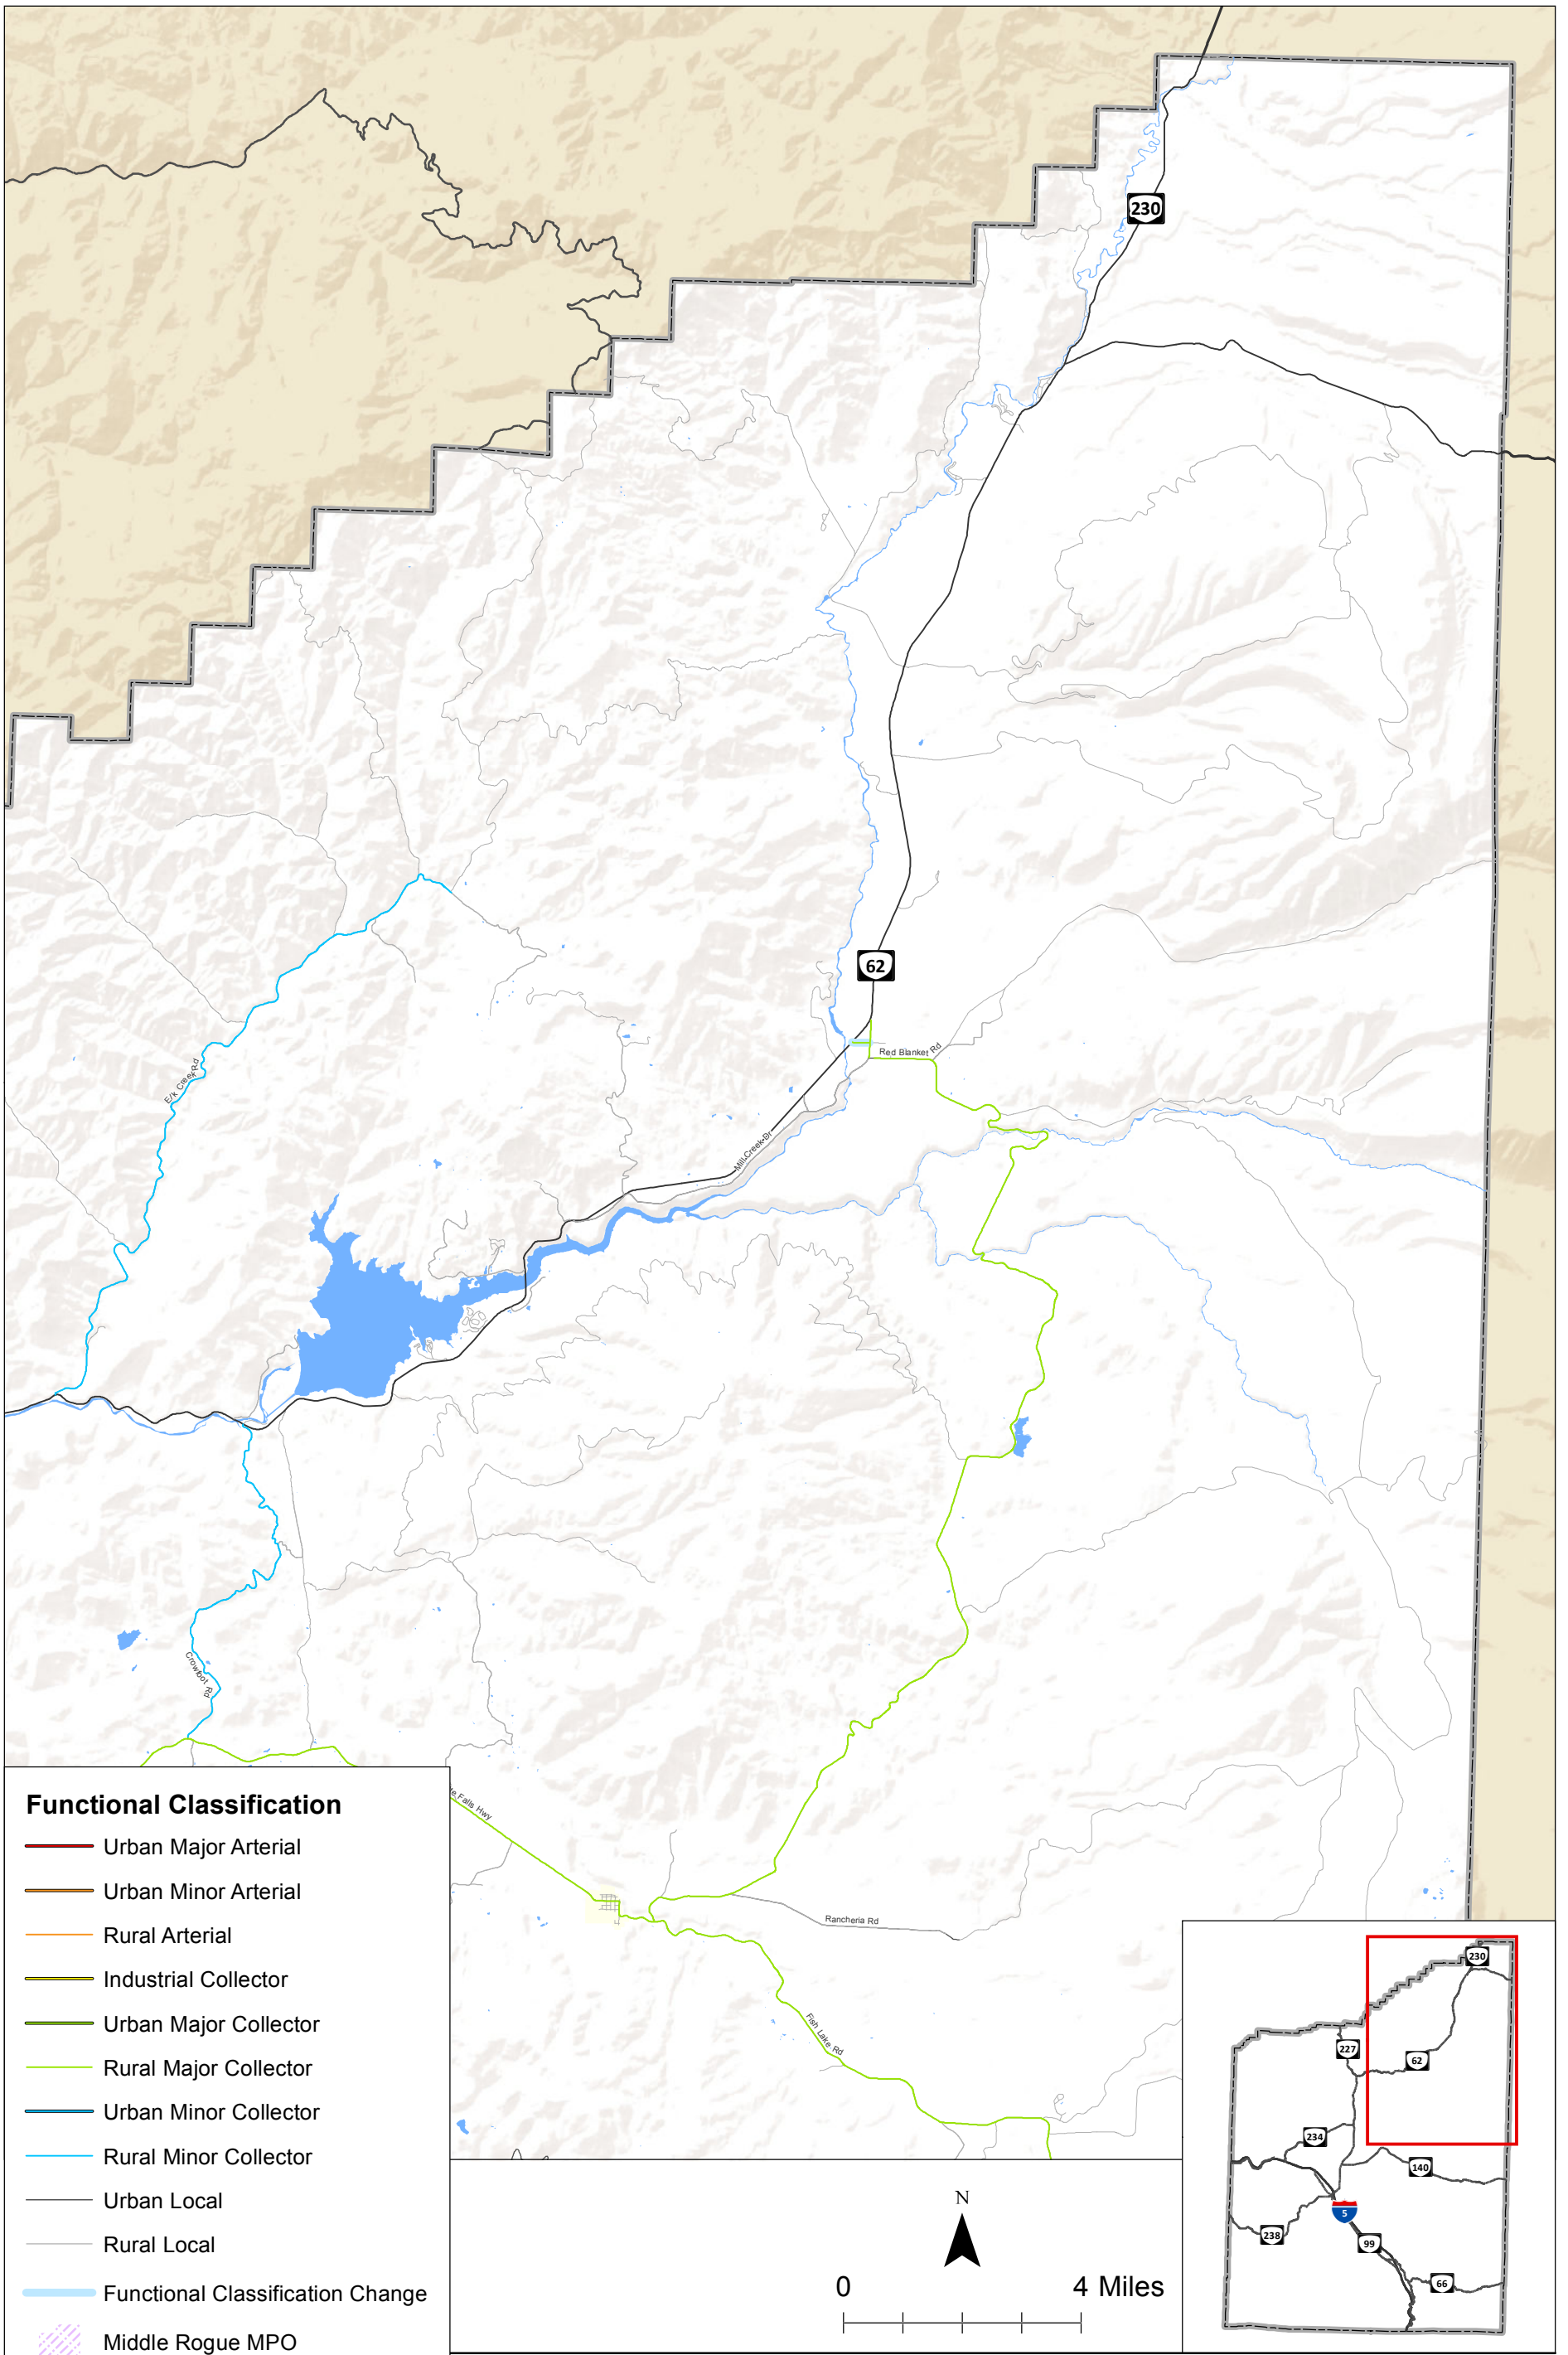 230
62
Red Blanket Rd
Elk Creek Rd
Mill Creek Dr
Crowfoot Rd
Falls Hwy
Rancheria Rd
Fish Lake Rd
Functional Classification
Urban Major Arterial
Urban Minor Arterial
Rural Arterial
Industrial Collector
Urban Major Collector
Rural Major Collector
Urban Minor Collector
Rural Minor Collector
Urban Local
Rural Local
Functional Classification Change
Middle Rogue MPO
N
0 4 Miles
230
227
62
234
140
5
238
99
66